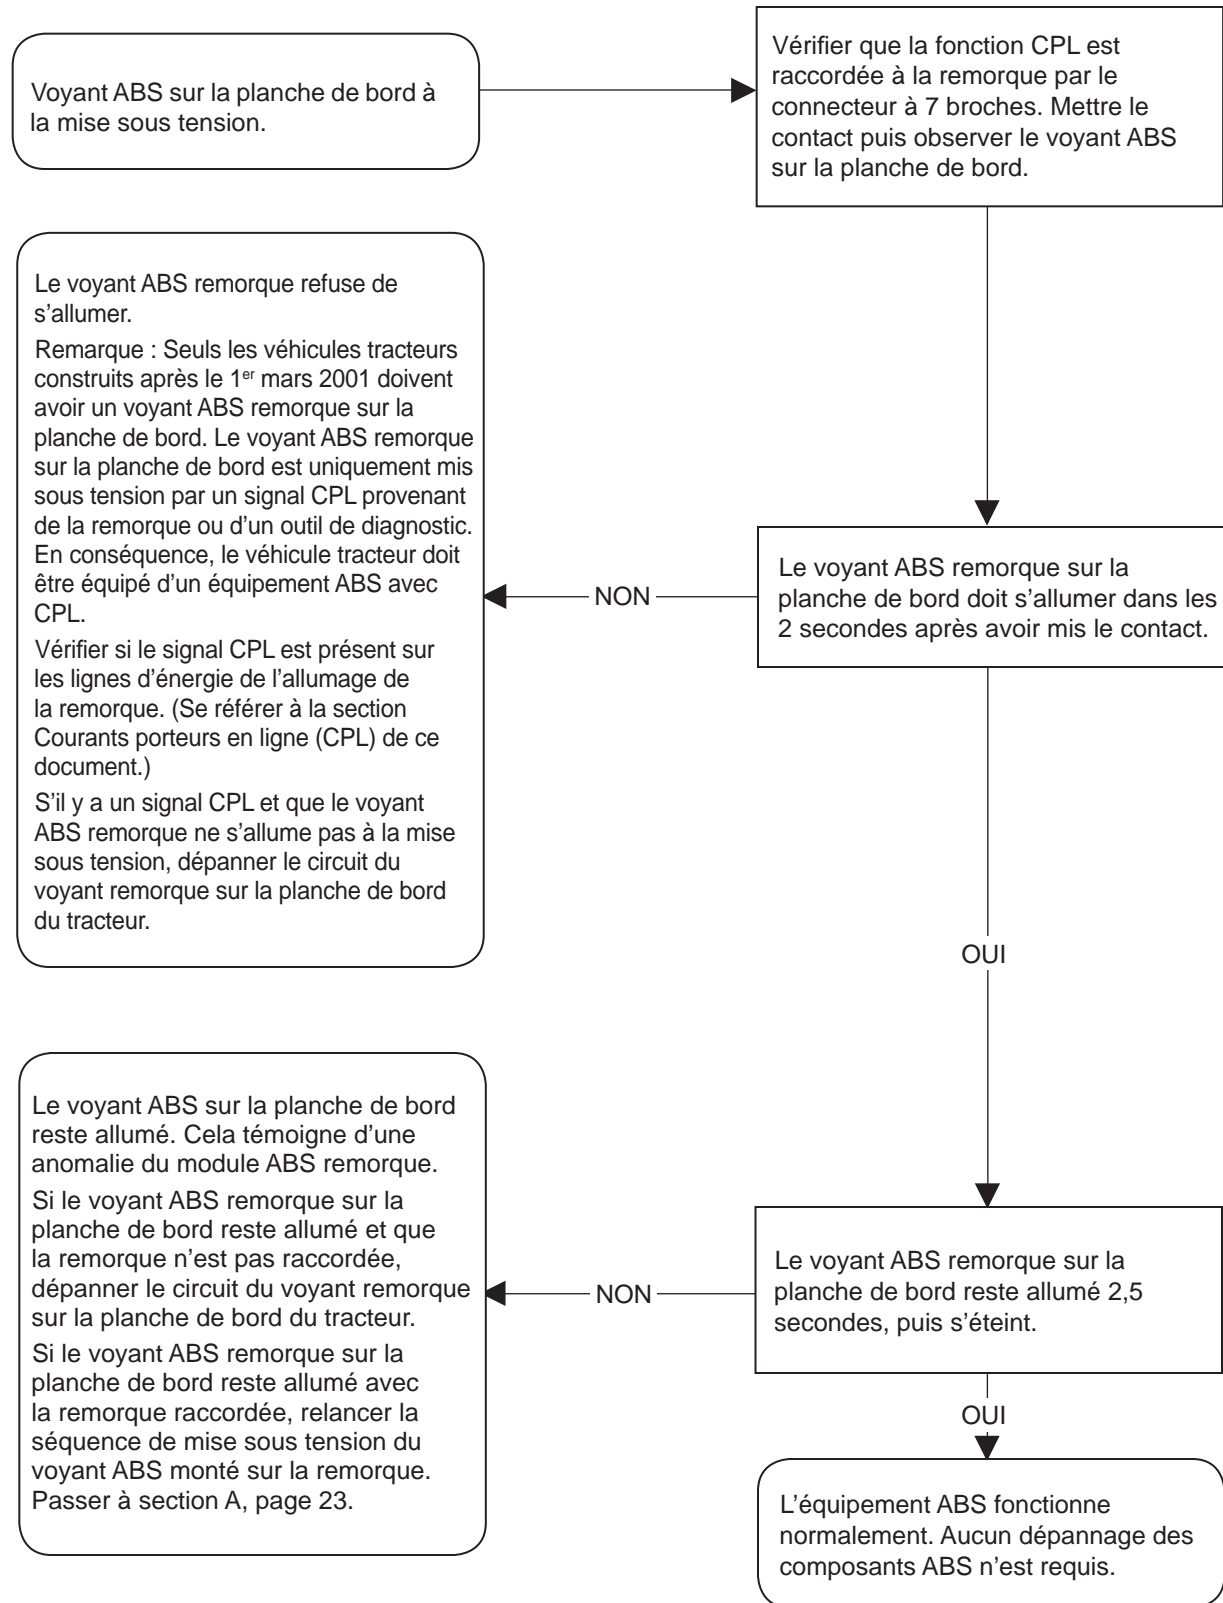 Voyant ABS sur la planche de bord à
la mise sous tension.
Vérifier que la fonction CPL est
raccordée à la remorque par le
connecteur à 7 broches. Mettre le
contact puis observer le voyant ABS
sur la planche de bord.
Le voyant ABS remorque refuse de
s’allumer.
Remarque : Seuls les véhicules tracteurs
construits après le 1er mars 2001 doivent
avoir un voyant ABS remorque sur la
planche de bord. Le voyant ABS remorque
sur la planche de bord est uniquement mis
sous tension par un signal CPL provenant
de la remorque ou d’un outil de diagnostic.
En conséquence, le véhicule tracteur doit
être équipé d’un équipement ABS avec
CPL.
Vérifier si le signal CPL est présent sur
les lignes d’énergie de l’allumage de
la remorque. (Se référer à la section
Courants porteurs en ligne (CPL) de ce
document.)
S’il y a un signal CPL et que le voyant
ABS remorque ne s’allume pas à la mise
sous tension, dépanner le circuit du
voyant remorque sur la planche de bord
du tracteur.
NON
Le voyant ABS remorque sur la
planche de bord doit s’allumer dans les
2 secondes après avoir mis le contact.
OUI
Le voyant ABS sur la planche de bord
reste allumé. Cela témoigne d’une
anomalie du module ABS remorque.
Si le voyant ABS remorque sur la
planche de bord reste allumé et que
la remorque n’est pas raccordée,
dépanner le circuit du voyant remorque
sur la planche de bord du tracteur.
Si le voyant ABS remorque sur la
planche de bord reste allumé avec
la remorque raccordée, relancer la
séquence de mise sous tension du
voyant ABS monté sur la remorque.
Passer à section A, page 23.
NON
Le voyant ABS remorque sur la
planche de bord reste allumé 2,5
secondes, puis s’éteint.
OUI
L’équipement ABS fonctionne
normalement. Aucun dépannage des
composants ABS n’est requis.